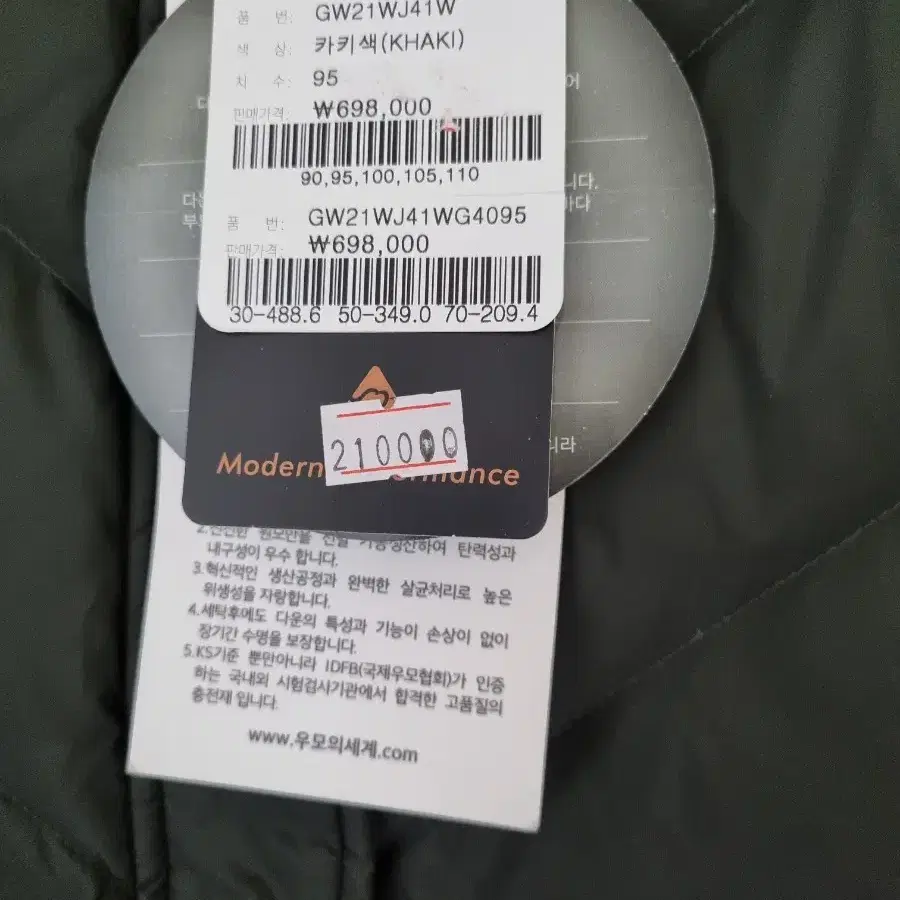 품 번: GW21WJ41W
색 상: 카키색(KHAKI)
치 수: 95
판매가격: ₩698,000
90,95,100,105,110
품 번: GW21WJ41WG4095
판매가격: ₩698,000
30-488.6 50-349.0 70-209.4
210000
Modern
니다.
하다
니라
내구성이 우수 합니다.
3.혁신적인 생산공정과 완벽한 살균처리로 높은
위생성을 자랑합니다.
4.세탁후에도 다운의 특성과 기능이 손상이 없이
장기간 수명을 보장합니다.
5.KS기준 뿐만아니라 IDFB(국제우모협회)가 인증
하는 국내외 시험검사기관에서 합격한 고품질의
충전재 입니다.
www.우모의세계.com